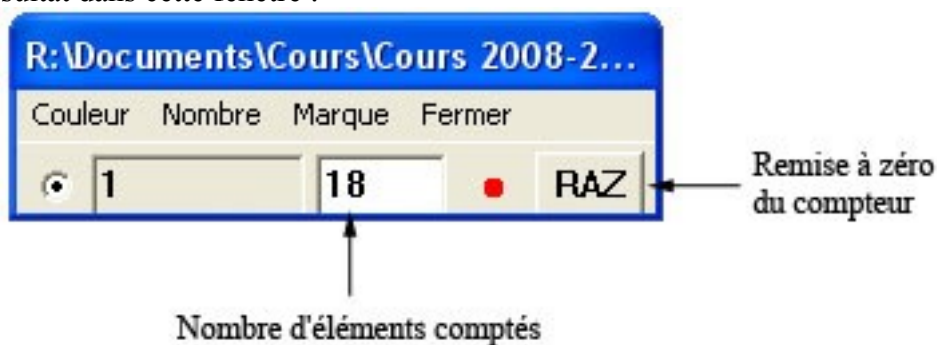 R:\Documents\Cours\Cours 2008-2...
Couleur Nombre Marque Fermer
1 18 RAZ
Remise à zéro
du compteur
Nombre d'éléments comptés